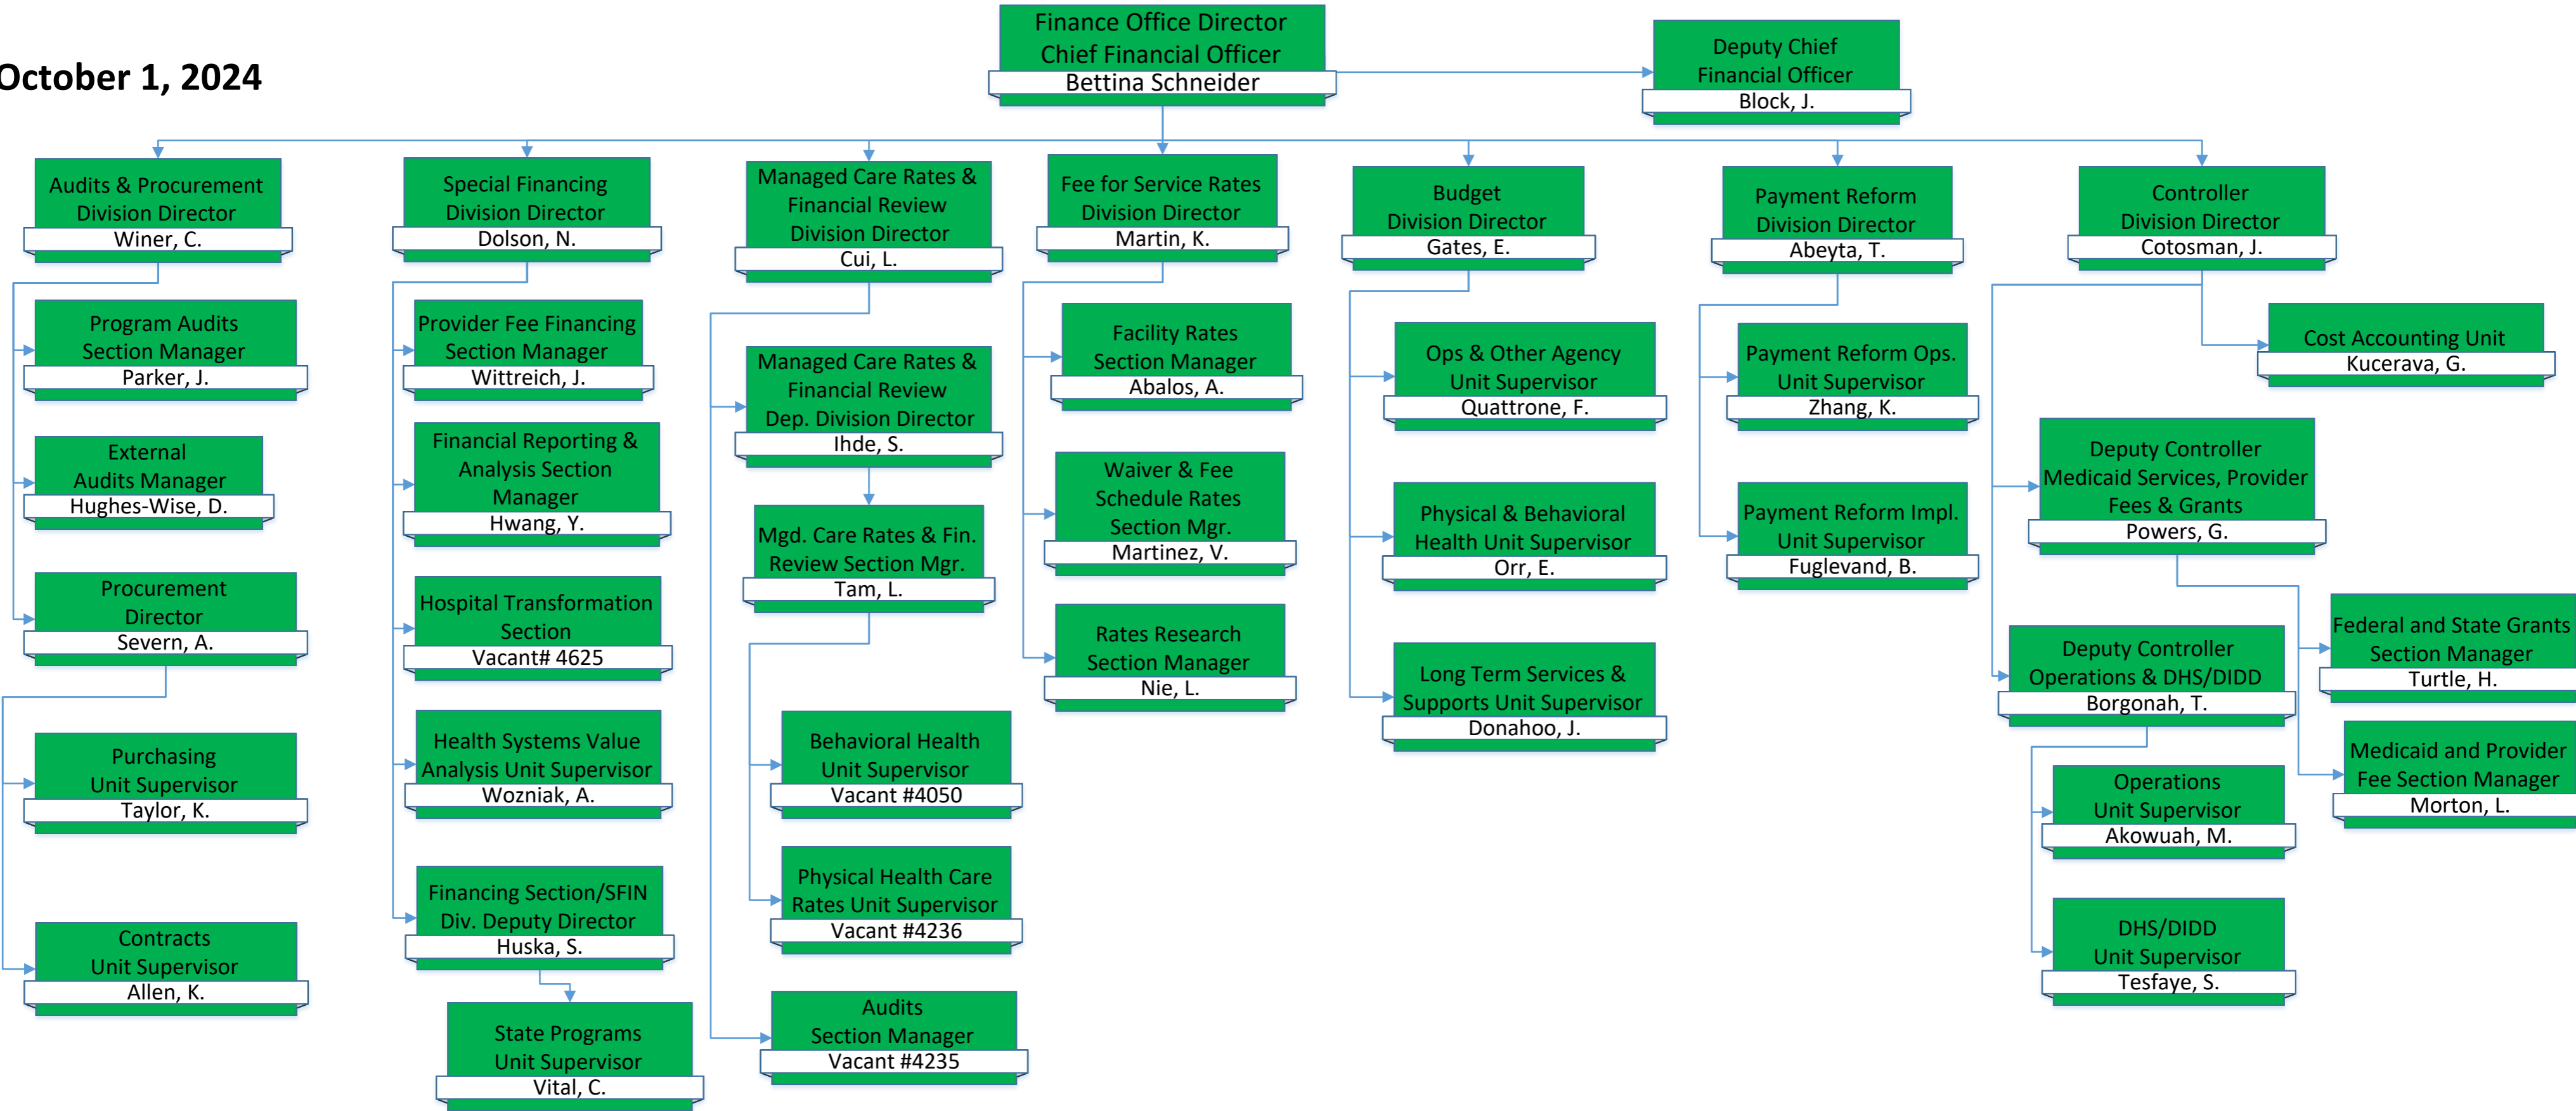 October 1, 2024
Finance Office Director
Chief Financial Officer
Bettina Schneider
Deputy Chief
Financial Officer
Block, J.
Audits & Procurement
Division Director
Winer, C.
Program Audits
Section Manager
Parker, J.
External
Audits Manager
Hughes-Wise, D.
Procurement
Director
Severn, A.
Purchasing
Unit Supervisor
Taylor, K.
Contracts
Unit Supervisor
Allen, K.
Special Financing
Division Director
Dolson, N.
Provider Fee Financing
Section Manager
Wittreich, J.
Financial Reporting &
Analysis Section
Manager
Hwang, Y.
Hospital Transformation
Section
Vacant# 4625
Health Systems Value
Analysis Unit Supervisor
Wozniak, A.
Financing Section/SFIN
Div. Deputy Director
Huska, S.
State Programs
Unit Supervisor
Vital, C.
Managed Care Rates &
Financial Review
Division Director
Cui, L.
Managed Care Rates &
Financial Review
Dep. Division Director
Ihde, S.
Mgd. Care Rates & Fin.
Review Section Mgr.
Tam, L.
Behavioral Health
Unit Supervisor
Vacant #4050
Physical Health Care
Rates Unit Supervisor
Vacant #4236
Audits
Section Manager
Vacant #4235
Fee for Service Rates
Division Director
Martin, K.
Facility Rates
Section Manager
Abalos, A.
Waiver & Fee
Schedule Rates
Section Mgr.
Martinez, V.
Rates Research
Section Manager
Nie, L.
Budget
Division Director
Gates, E.
Ops & Other Agency
Unit Supervisor
Quattrone, F.
Physical & Behavioral
Health Unit Supervisor
Orr, E.
Long Term Services &
Supports Unit Supervisor
Donahoo, J.
Payment Reform
Division Director
Abeyta, T.
Payment Reform Ops.
Unit Supervisor
Zhang, K.
Payment Reform Impl.
Unit Supervisor
Fuglevand, B.
Controller
Division Director
Cotosman, J.
Cost Accounting Unit
Kucerava, G.
Deputy Controller
Medicaid Services, Provider
Fees & Grants
Powers, G.
Federal and State Grants
Section Manager
Turtle, H.
Medicaid and Provider
Fee Section Manager
Morton, L.
Deputy Controller
Operations & DHS/DIDD
Borgonah, T.
Operations
Unit Supervisor
Akowuah, M.
DHS/DIDD
Unit Supervisor
Tesfaye, S.